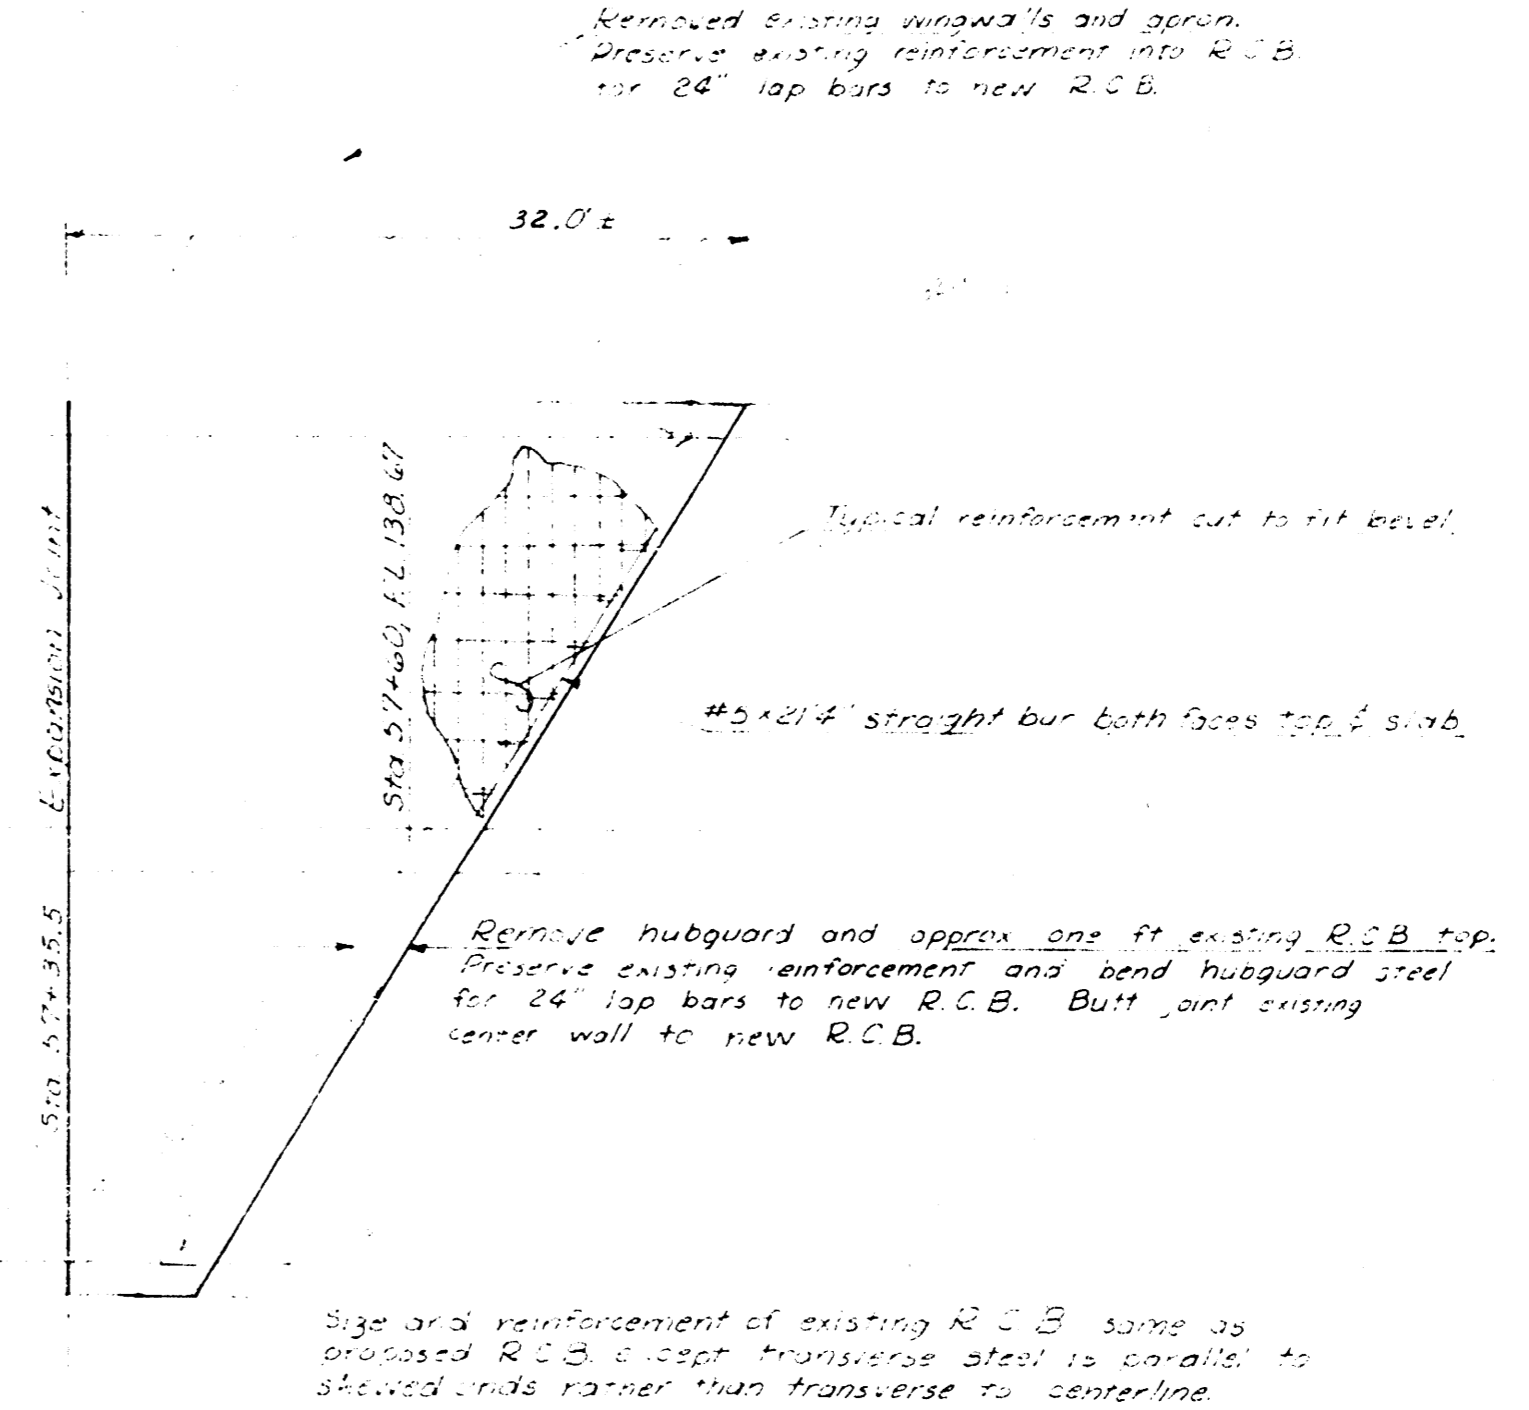 Removed existing wingwalls and apron.
Preserve existing reinforcement into R.C.B.
for 24" lap bars to new R.C.B.
32.0' ±
Sta 57+60, F.L. 138.67
Typical reinforcement cut to fit bevel.
Expansion Joint
#5 x 21'4" straight bar both faces top & slab
Sta. 57+35.5
Remove hubguard and approx one ft existing R.C.B top.
Preserve existing reinforcement and bend hubguard steel
for 24" lap bars to new R.C.B. Butt joint existing
center wall to new R.C.B.
Size and reinforcement of existing R.C.B. same as
proposed R.C.B. except transverse steel is parallel to
skewed ends rather than transverse to centerline.